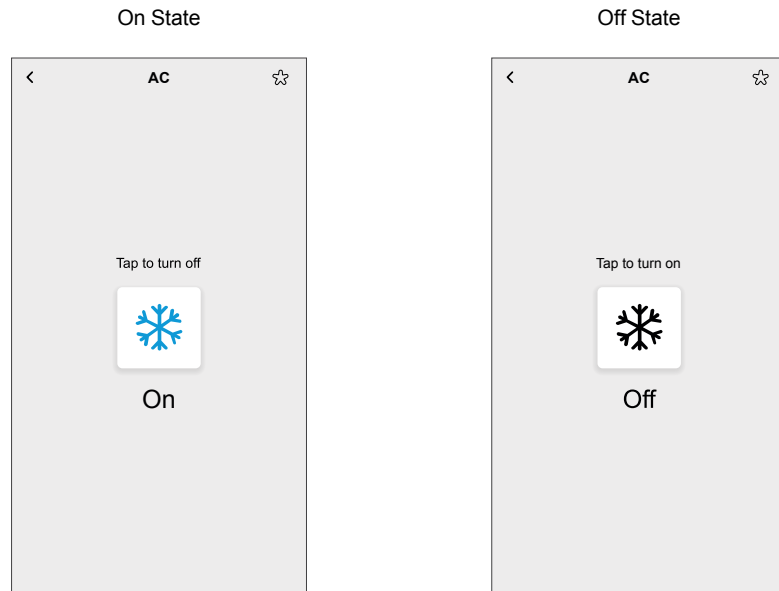 On State
Off State
AC
AC
Tap to turn off
Tap to turn on
On
Off